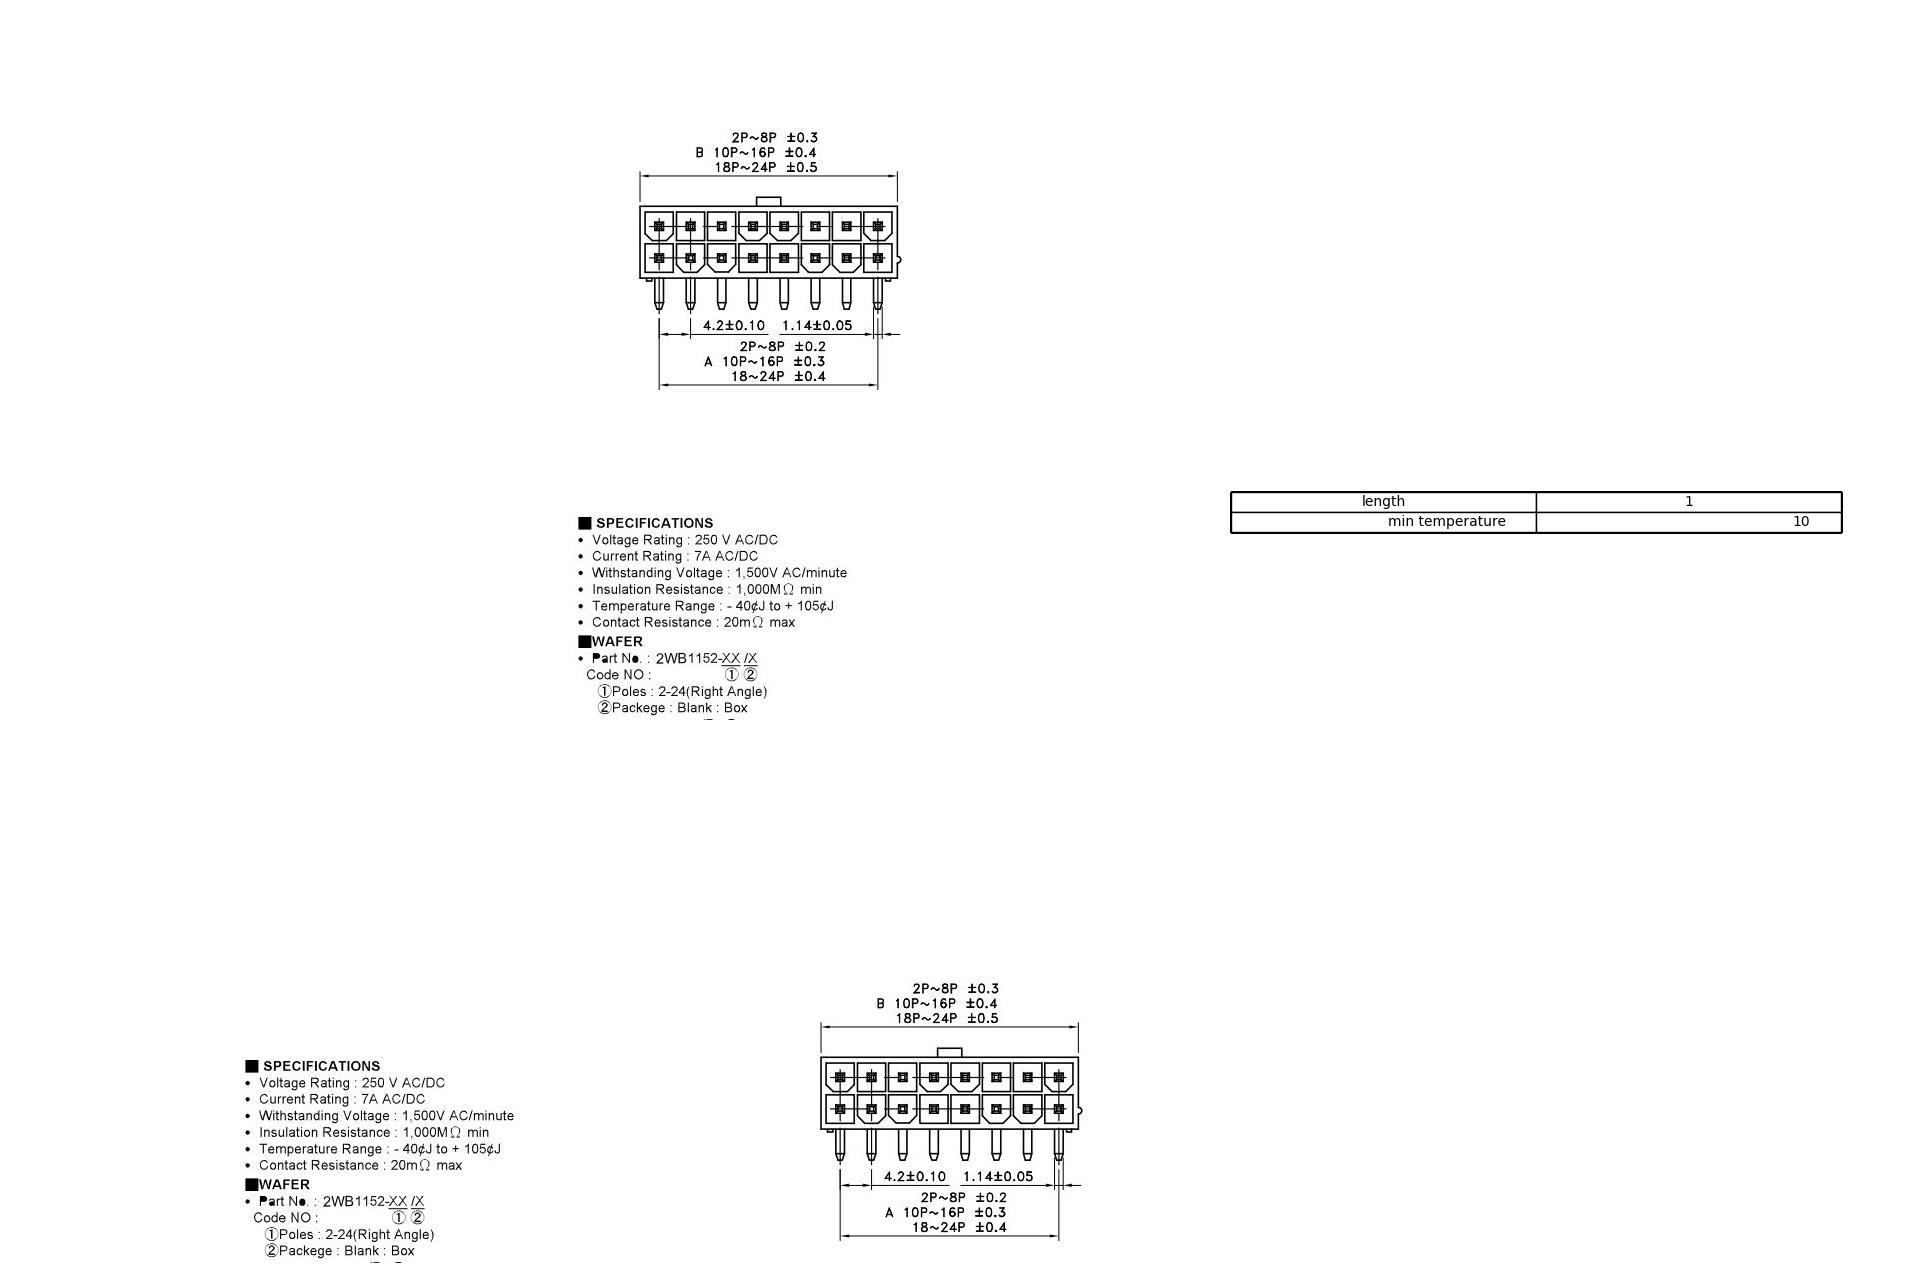 2P~8P ±0.3
B 10P~16P ±0.4
18P~24P ±0.5
4.2±0.10 1.14±0.05
2P~8P ±0.2
A 10P~16P ±0.3
18~24P ±0.4
■ SPECIFICATIONS
• Voltage Rating : 250 V AC/DC
• Current Rating : 7A AC/DC
• Withstanding Voltage : 1,500V AC/minute
• Insulation Resistance : 1,000MΩ min
• Temperature Range : - 40¢J to + 105¢J
• Contact Resistance : 20mΩ max
■WAFER
• Part No. : 2WB1152-XX /X
Code NO : ① ②
①Poles : 2-24(Right Angle)
②Packege : Blank : Box
length 1
min temperature 10
2P~8P ±0.3
B 10P~16P ±0.4
18P~24P ±0.5
4.2±0.10 1.14±0.05
2P~8P ±0.2
A 10P~16P ±0.3
18~24P ±0.4
■ SPECIFICATIONS
• Voltage Rating : 250 V AC/DC
• Current Rating : 7A AC/DC
• Withstanding Voltage : 1,500V AC/minute
• Insulation Resistance : 1,000MΩ min
• Temperature Range : - 40¢J to + 105¢J
• Contact Resistance : 20mΩ max
■WAFER
• Part No. : 2WB1152-XX /X
Code NO : ① ②
①Poles : 2-24(Right Angle)
②Packege : Blank : Box